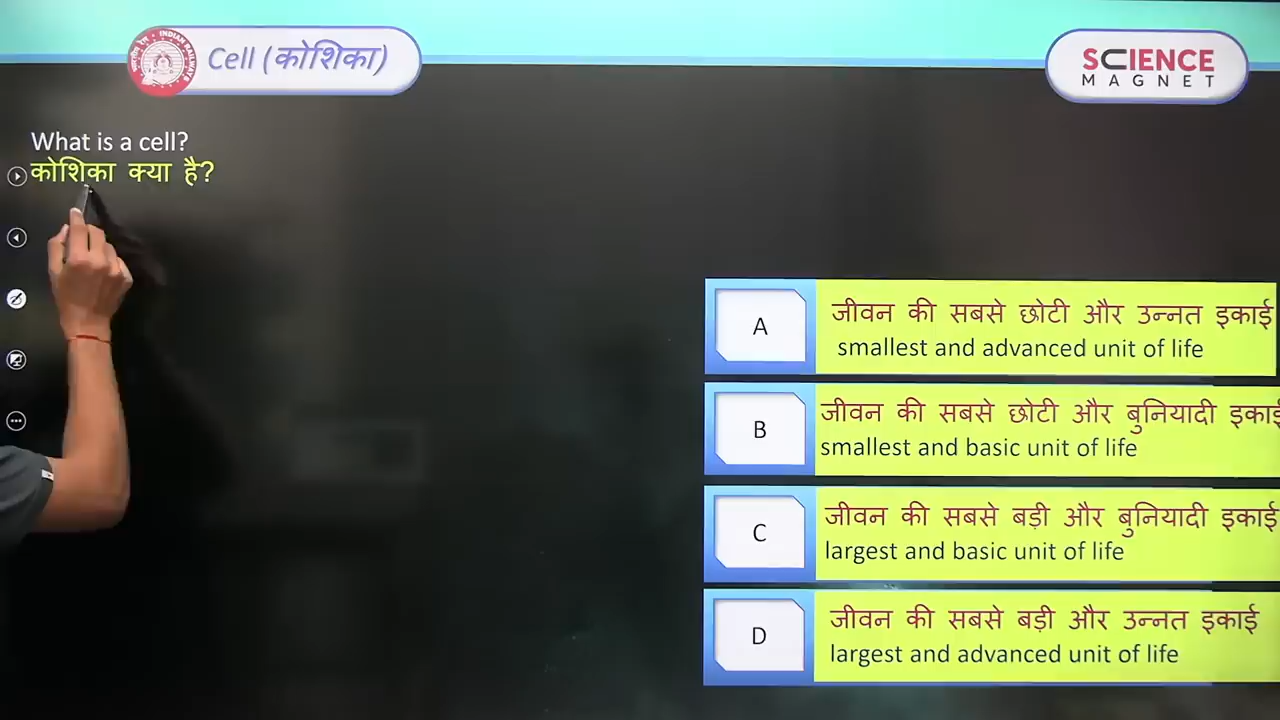 Cell (कोशिका)
SCIENCE
MAGNET
INDIAN RAILWAYS
What is a cell?
कोशिका क्या है?
A
जीवन की सबसे छोटी और उन्नत इकाई
smallest and advanced unit of life
B
जीवन की सबसे छोटी और बुनियादी इकाई
smallest and basic unit of life
C
जीवन की सबसे बड़ी और बुनियादी इकाई
largest and basic unit of life
D
जीवन की सबसे बड़ी और उन्नत इकाई
largest and advanced unit of life